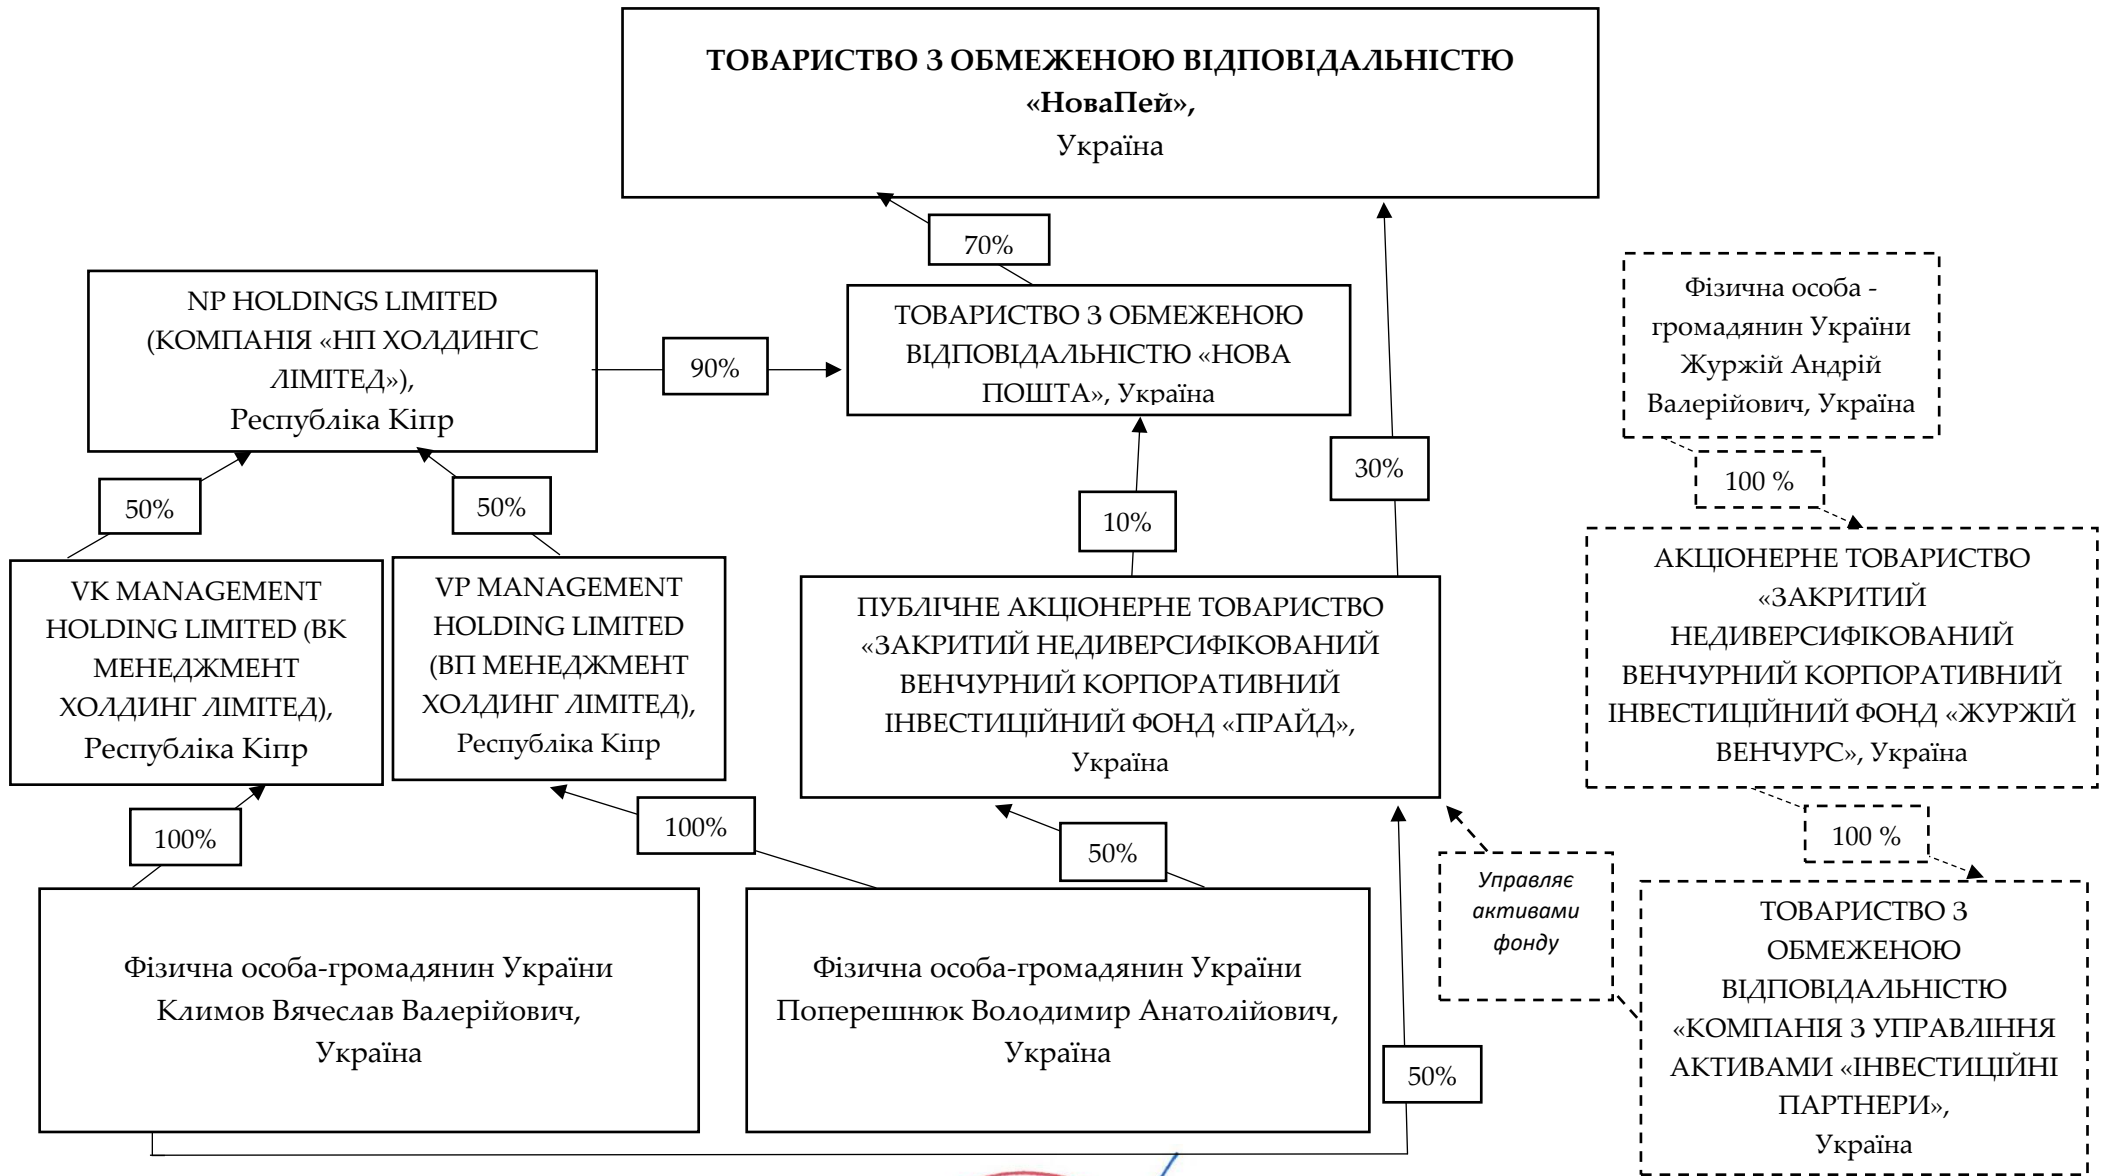 ТОВАРИСТВО З ОБМЕЖЕНОЮ ВІДПОВІДАЛЬНІСТЮ
«НоваПей»,
Україна
70%
NP HOLDINGS LIMITED
(КОМПАНІЯ «НП ХОЛДИНГС
ЛІМІТЕД»),
Республіка Кіпр
90%
ТОВАРИСТВО З ОБМЕЖЕНОЮ
ВІДПОВІДАЛЬНІСТЮ «НОВА
ПОШТА», Україна
Фізична особа -
громадянин України
Журжій Андрій
Валерійович, Україна
30%
100 %
50%
50%
10%
VK MANAGEMENT
HOLDING LIMITED (ВК
МЕНЕДЖМЕНТ
ХОЛДИНГ ЛІМІТЕД),
Республіка Кіпр
VP MANAGEMENT
HOLDING LIMITED
(ВП МЕНЕДЖМЕНТ
ХОЛДИНГ ЛІМІТЕД),
Республіка Кіпр
ПУБЛІЧНЕ АКЦІОНЕРНЕ ТОВАРИСТВО
«ЗАКРИТИЙ НЕДИВЕРСИФІКОВАНИЙ
ВЕНЧУРНИЙ КОРПОРАТИВНИЙ
ІНВЕСТИЦІЙНИЙ ФОНД «ПРАЙД»,
Україна
АКЦІОНЕРНЕ ТОВАРИСТВО
«ЗАКРИТИЙ
НЕДИВЕРСИФІКОВАНИЙ
ВЕНЧУРНИЙ КОРПОРАТИВНИЙ
ІНВЕСТИЦІЙНИЙ ФОНД «ЖУРЖІЙ
ВЕНЧУРС», Україна
100%
100%
50%
100 %
Управляє
активами
фонду
Фізична особа-громадянин України
Климов Вячеслав Валерійович,
Україна
Фізична особа-громадянин України
Поперешнюк Володимир Анатолійович,
Україна
50%
ТОВАРИСТВО З
ОБМЕЖЕНОЮ
ВІДПОВІДАЛЬНІСТЮ
«КОМПАНІЯ З УПРАВЛІННЯ
АКТИВАМИ «ІНВЕСТИЦІЙНІ
ПАРТНЕРИ»,
Україна